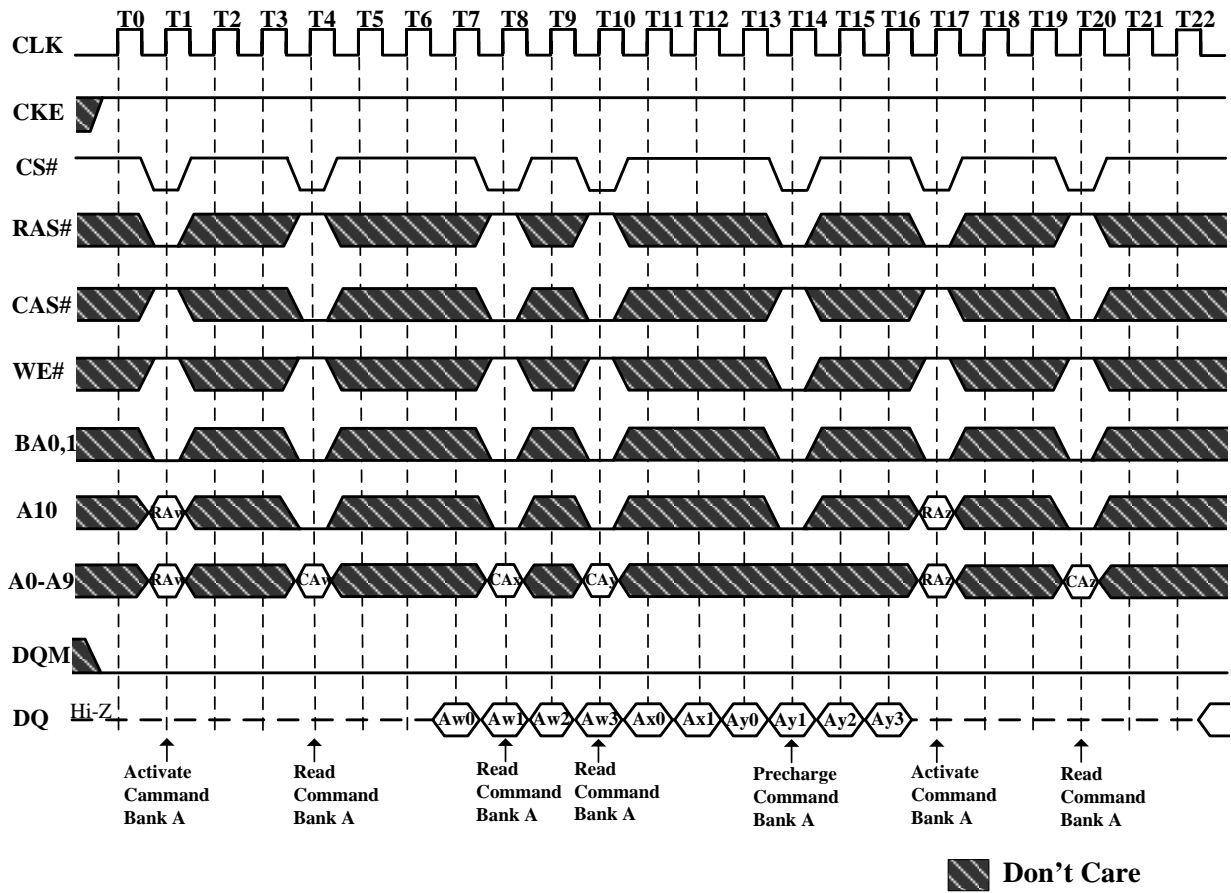 T0 T1 T2 T3 T4 T5 T6 T7 T8 T9 T10 T11 T12 T13 T14 T15 T16 T17 T18 T19 T20 T21 T22
CLK
CKE
CS#
RAS#
CAS#
WE#
BA0,1
A10 RAw RAz
A0-A9 RAw CAw CAx CAy RAz CAz
DQM
DQ Hi-Z Aw0 Aw1 Aw2 Aw3 Ax0 Ax1 Ay0 Ay1 Ay2 Ay3
Activate
Cammand
Bank A
Read
Command
Bank A
Read
Command
Bank A
Read
Command
Bank A
Precharge
Command
Bank A
Activate
Command
Bank A
Read
Command
Bank A
Don't Care